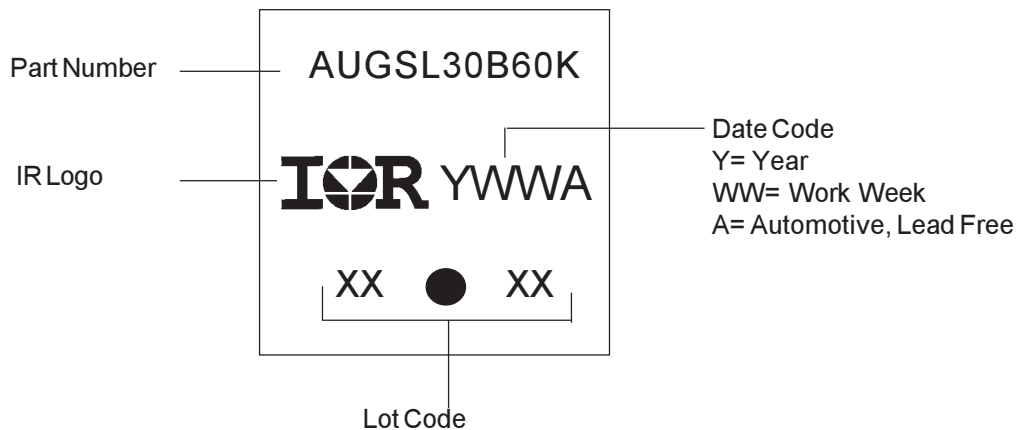 Part Number
AUGSL30B60K
IR Logo
IOR YWWA
Date Code
Y= Year
WW= Work Week
A= Automotive, Lead Free
XX ● XX
Lot Code